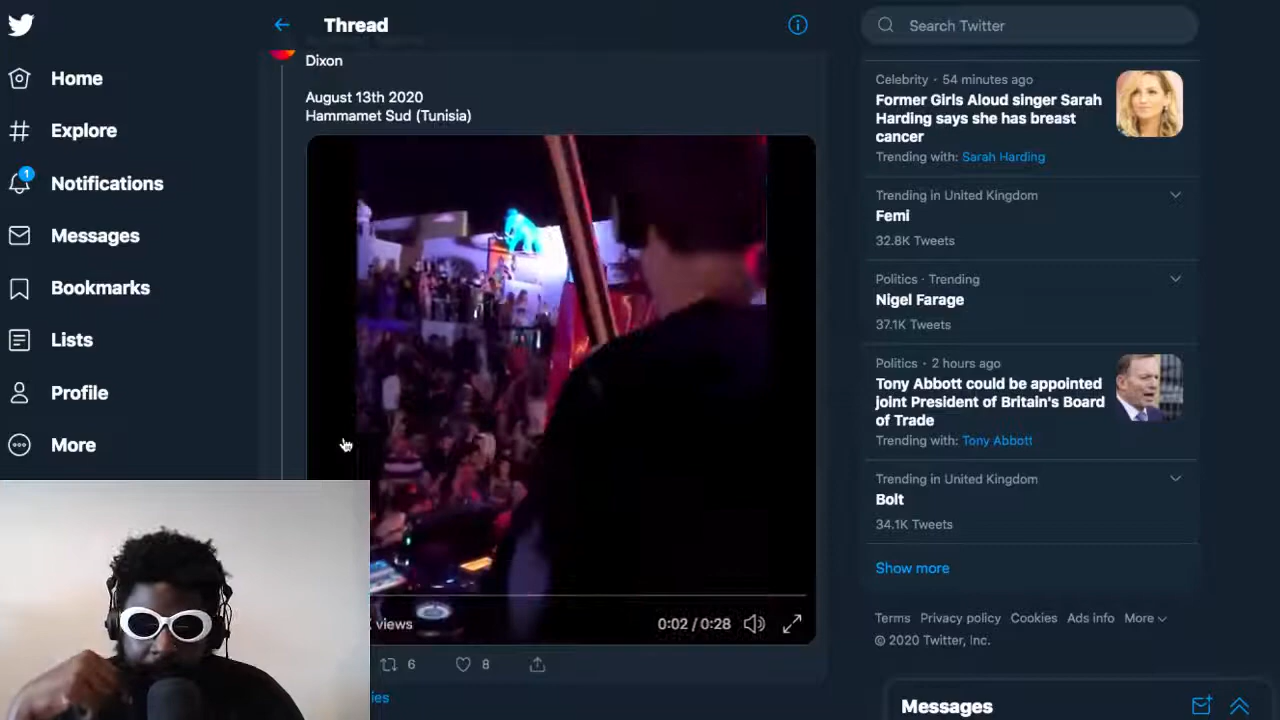 Thread
Search Twitter
Home
Explore
1
Notifications
Messages
Bookmarks
Lists
Profile
More
Dixon
August 13th 2020
Hammamet Sud (Tunisia)
views
0:02 / 0:28
6
8
ies
Celebrity · 54 minutes ago
Former Girls Aloud singer Sarah
Harding says she has breast
cancer
Trending with: Sarah Harding
Trending in United Kingdom
Femi
32.8K Tweets
Politics · Trending
Nigel Farage
37.1K Tweets
Politics · 2 hours ago
Tony Abbott could be appointed
joint President of Britain's Board
of Trade
Trending with: Tony Abbott
Trending in United Kingdom
Bolt
34.1K Tweets
Show more
Terms Privacy policy Cookies Ads info More
© 2020 Twitter, Inc.
Messages